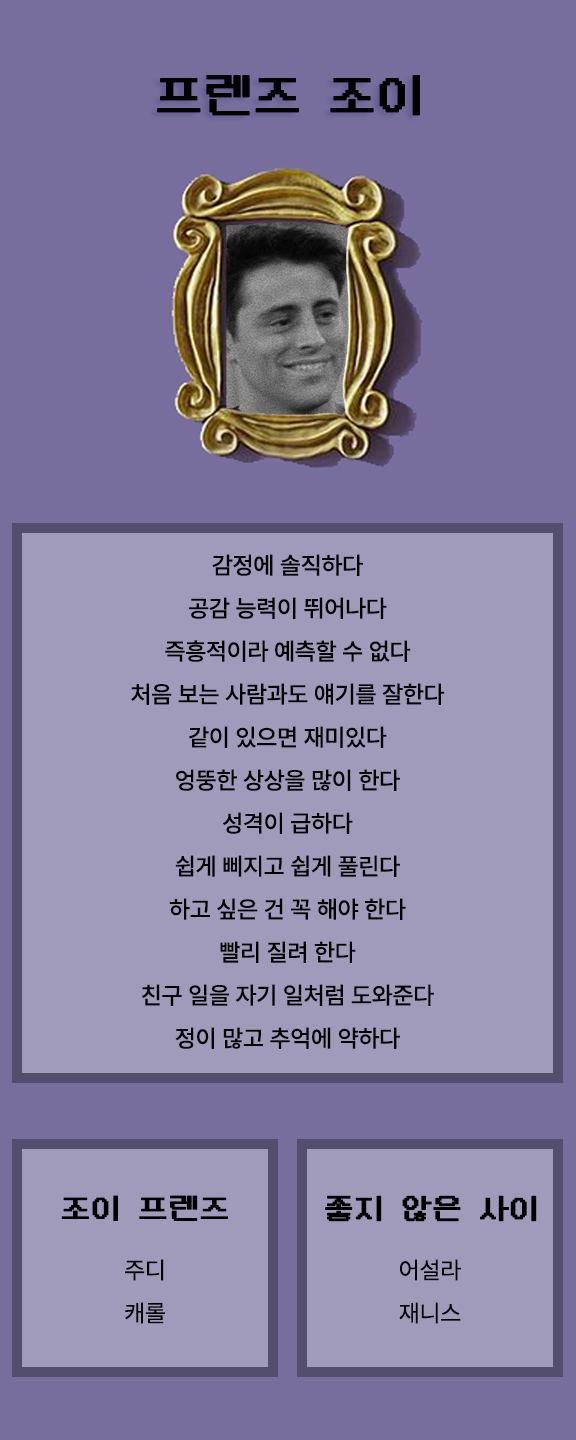 프렌즈 조이
감정에 솔직하다
공감 능력이 뛰어나다
즉흥적이라 예측할 수 없다
처음 보는 사람과도 얘기를 잘한다
같이 있으면 재미있다
엉뚱한 상상을 많이 한다
성격이 급하다
쉽게 삐지고 쉽게 풀린다
하고 싶은 건 꼭 해야 한다
빨리 질려 한다
친구 일을 자기 일처럼 도와준다
정이 많고 추억에 약하다
조이 프렌즈
주디
캐롤
좋지 않은 사이
어설라
재니스